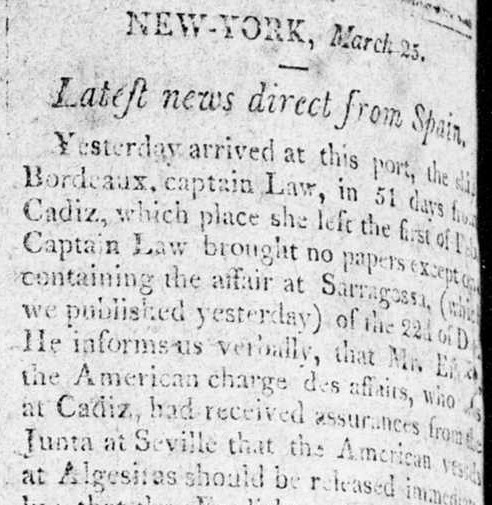 NEW-YORK, March 25.
Lateſt news direct from Spain.
Yesterday arrived at this port, the
Bordeaux, captain Law, in 51 days from
Cadiz, which place she left the first of
Captain Law brought no papers except
containing the affair at Sarragossa, (which
we published yesterday) of the 22d of
He informs us verbally, that Mr.
the American charge des affairs, who
at Cadiz, had received assurances from the
Junta at Seville that the American vessels
at Algesiras should be released